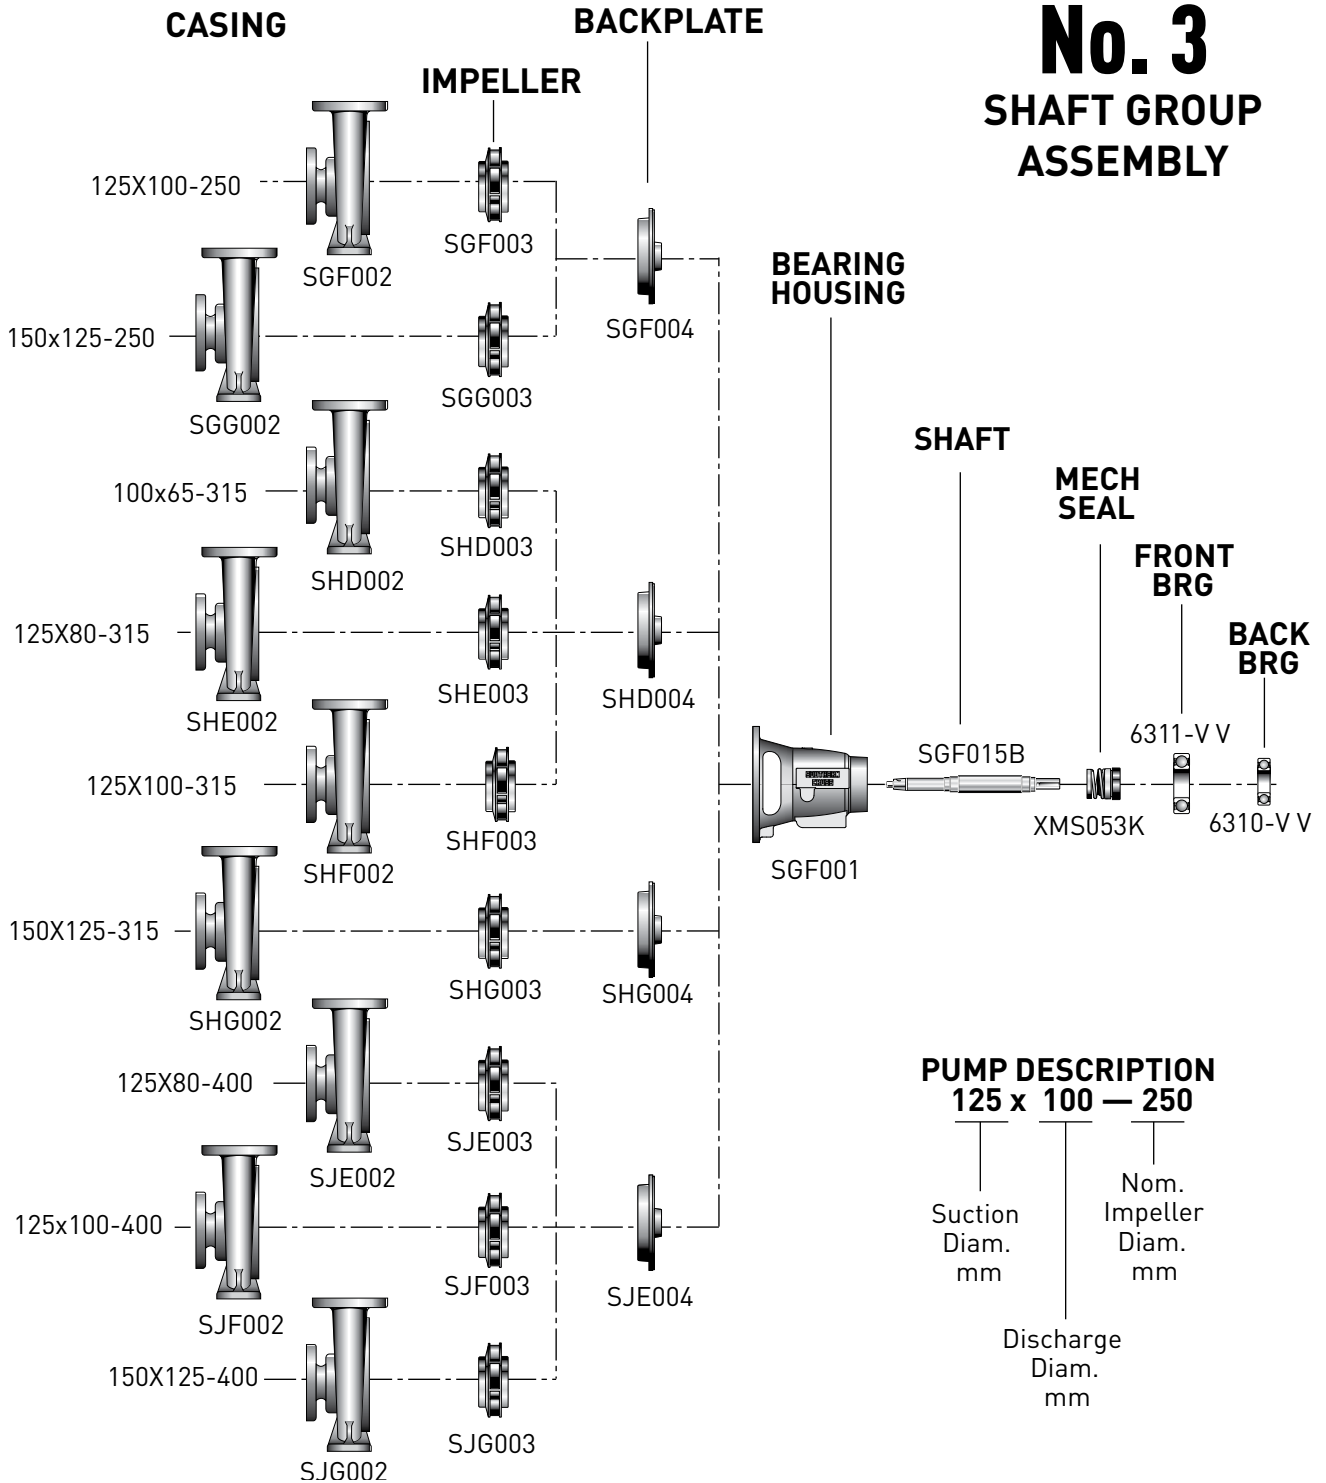 CASING
BACKPLATE
No. 3
SHAFT GROUP
ASSEMBLY
IMPELLER
125X100-250
SGF003
SGF002
SGF004
BEARING
HOUSING
150x125-250
SGG003
SGG002
SHAFT
100x65-315
SHD003
SHD002
MECH
SEAL
FRONT
BRG
BACK
BRG
125X80-315
SHE003
SHE002
SHD004
125X100-315
SHF003
SHF002
SGF001
SOUTHERN
CROSS
SGF015B
XMS053K
6311-V V
6310-V V
150X125-315
SHG003
SHG002
SHG004
125X80-400
SJE003
SJE002
125x100-400
SJF003
SJF002
SJE004
150X125-400
SJG003
SJG002
PUMP DESCRIPTION
125 x 100 — 250
Suction
Diam.
mm
Discharge
Diam.
mm
Nom.
Impeller
Diam.
mm